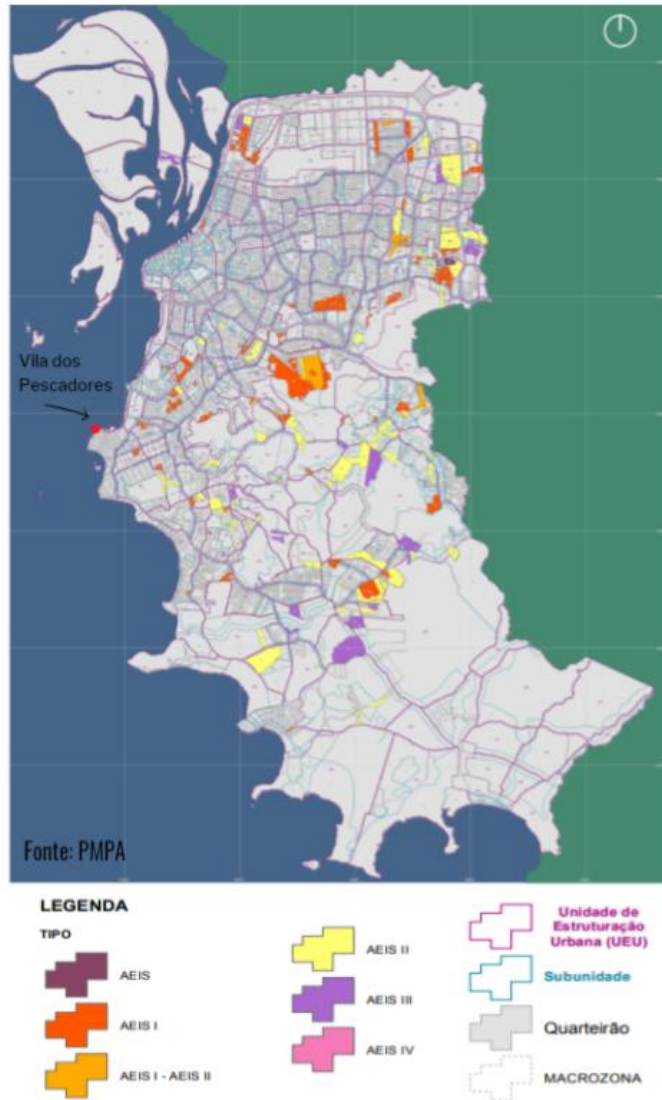 Vila dos
Pescadores
Fonte: PMPA
LEGENDA
TIPO
AEIS
AEIS I
AEIS I - AEIS II
AEIS II
AEIS III
AEIS IV
Unidade de
Estruturação
Urbana (UEU)
Subunidade
Quarteirão
MACROZONA